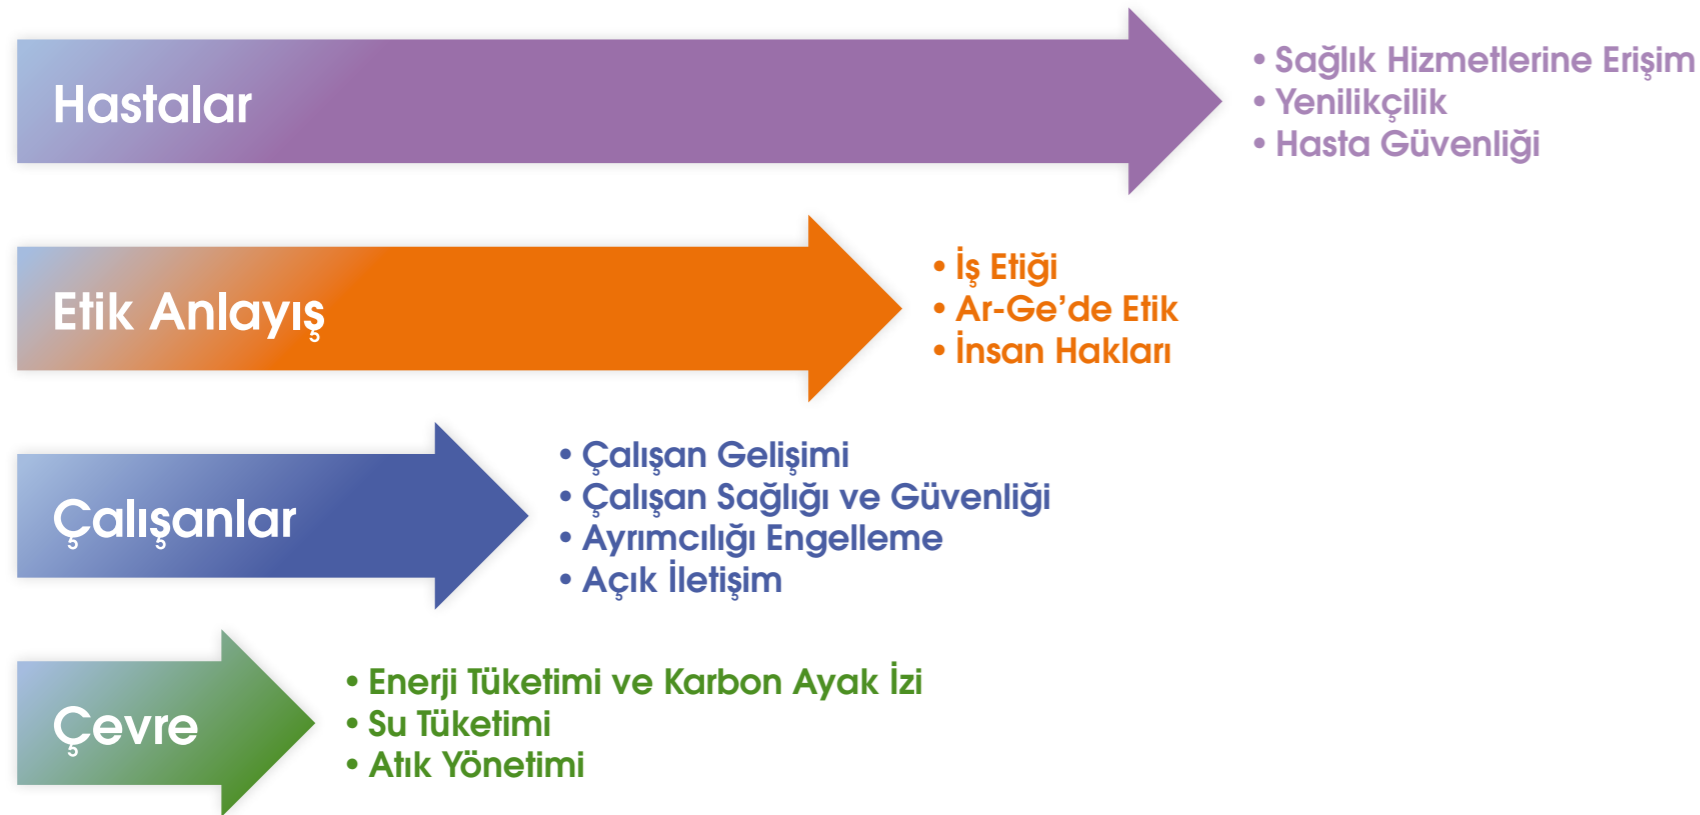 Hastalar
• Sağlık Hizmetlerine Erişim
• Yenilikçilik
• Hasta Güvenliği
Etik Anlayış
• İş Etiği
• Ar-Ge’de Etik
• İnsan Hakları
Çalışanlar
• Çalışan Gelişimi
• Çalışan Sağlığı ve Güvenliği
• Ayrımcılığı Engelleme
• Açık İletişim
Çevre
• Enerji Tüketimi ve Karbon Ayak İzi
• Su Tüketimi
• Atık Yönetimi